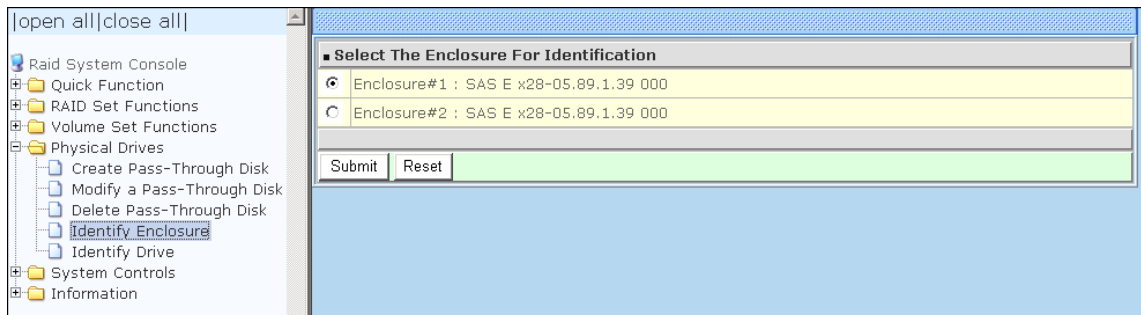 |open all|close all|
Raid System Console
Quick Function
RAID Set Functions
Volume Set Functions
Physical Drives
Create Pass-Through Disk
Modify a Pass-Through Disk
Delete Pass-Through Disk
Identify Enclosure
Identify Drive
System Controls
Information
Select The Enclosure For Identification
Enclosure#1 : SAS E x28-05.89.1.39 000
Enclosure#2 : SAS E x28-05.89.1.39 000
Submit Reset